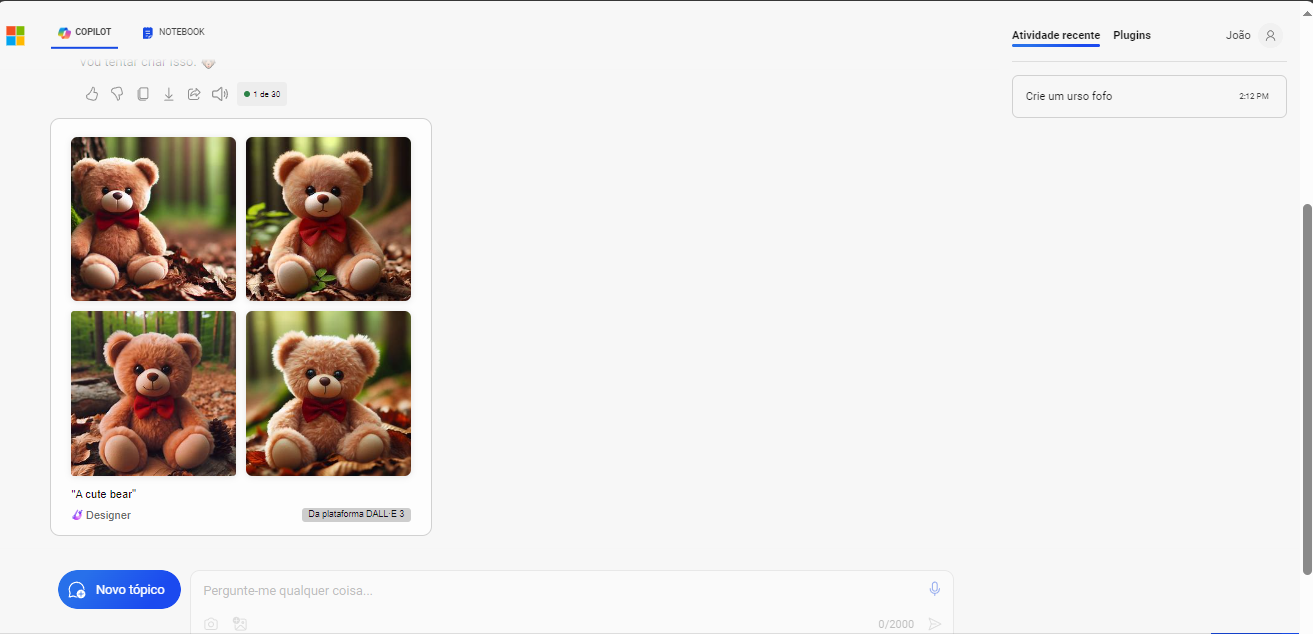 COPILOT
NOTEBOOK
Atividade recente
Plugins
João
Vou tentar criar isso.
1 de 30
Crie um urso fofo
2:12 PM
"A cute bear"
Designer
Da plataforma DALL·E 3
Novo tópico
Pergunte-me qualquer coisa...
0/2000